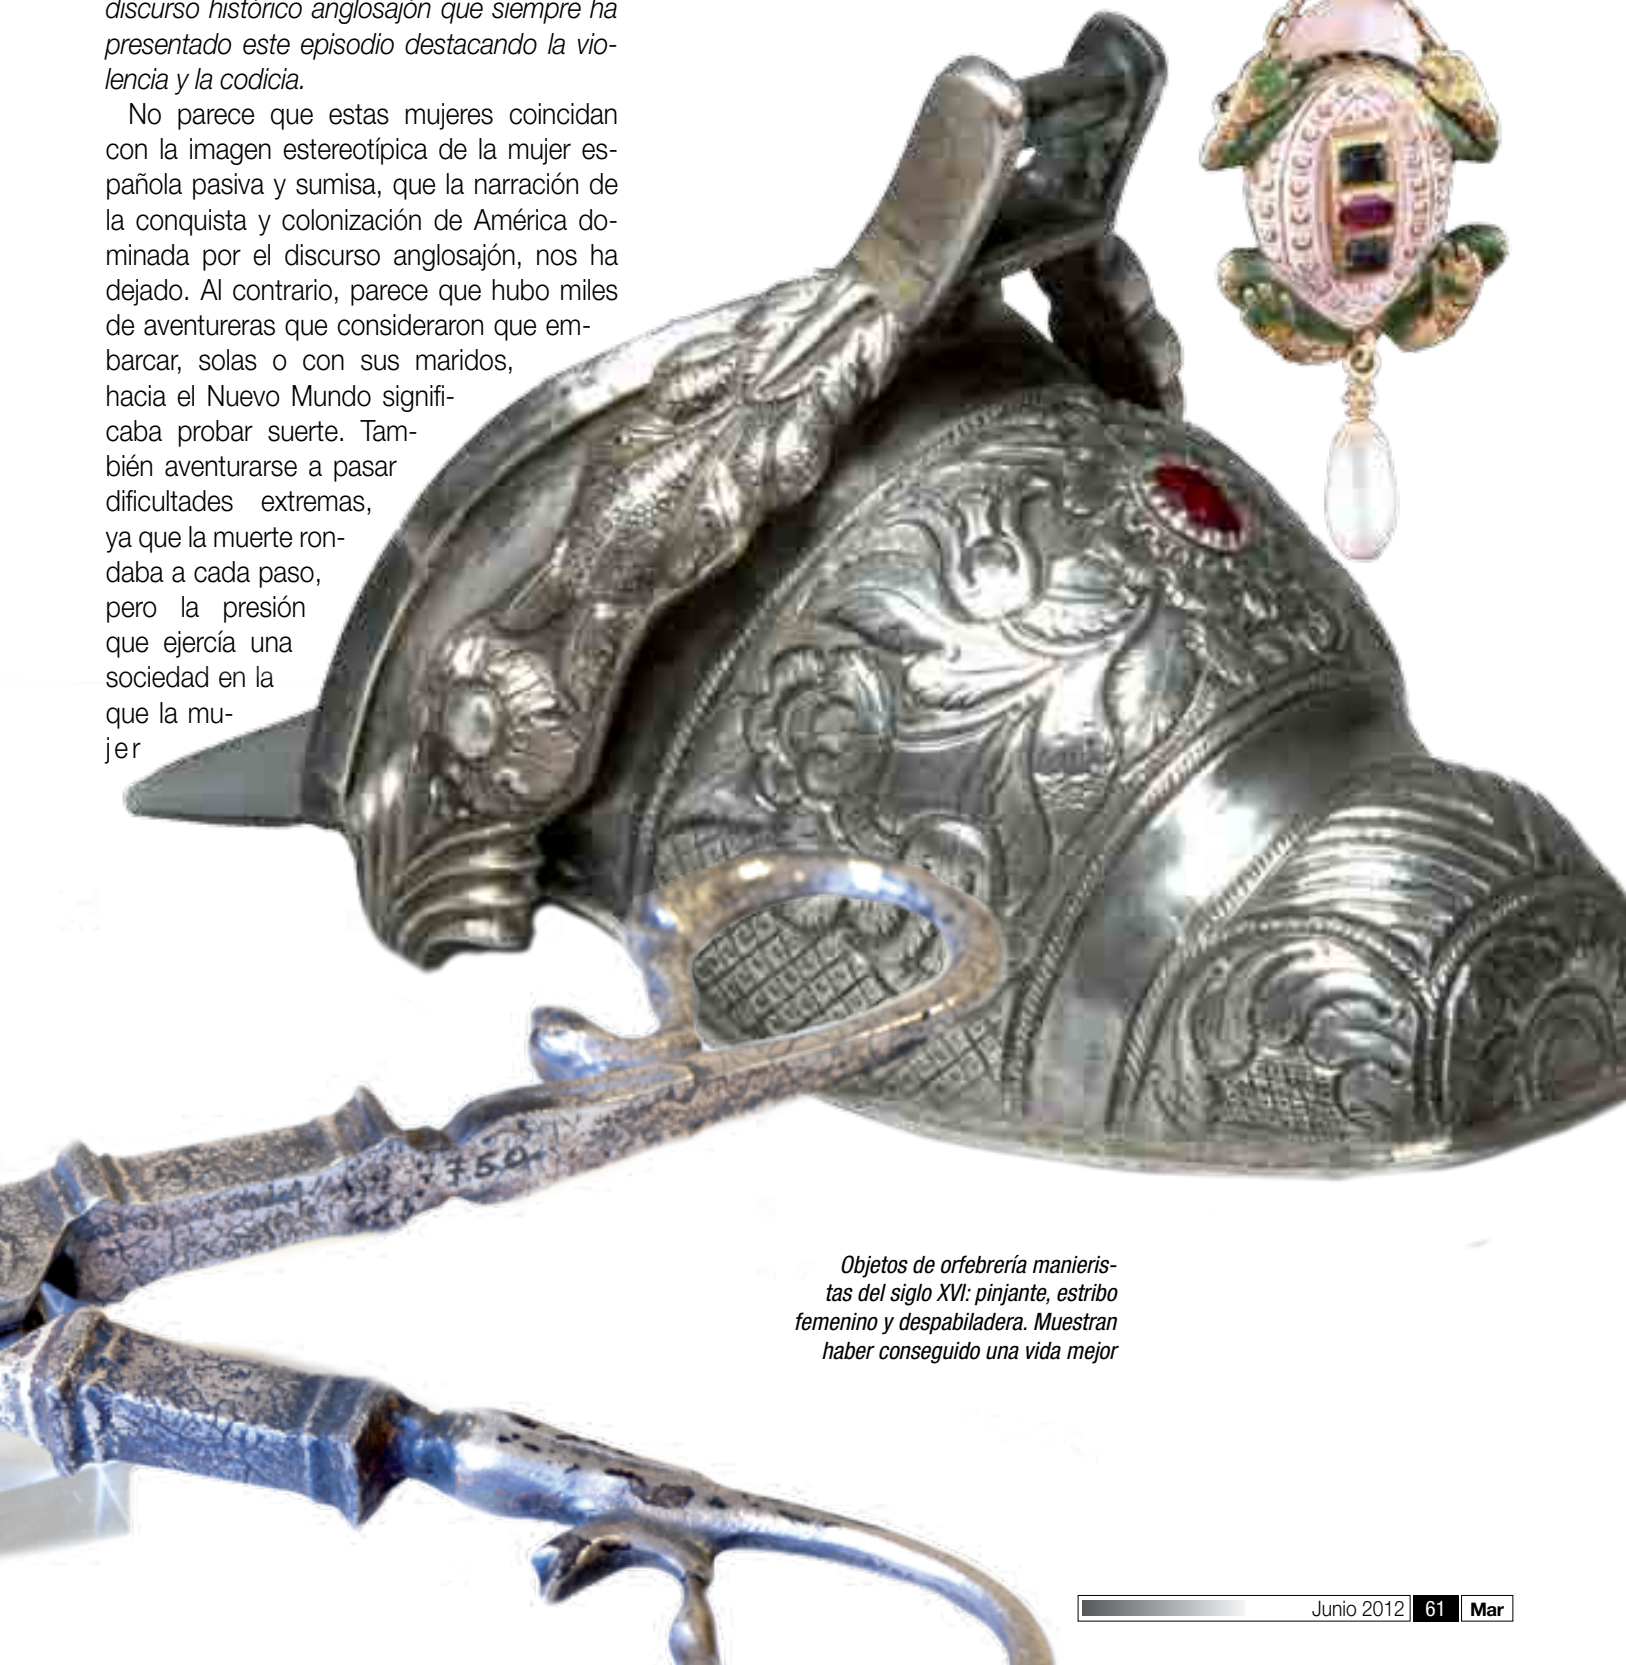 discurso histórico anglosajón que siempre ha
presentado este episodio destacando la vio-
lencia y la codicia.
No parece que estas mujeres coincidan
con la imagen estereotípica de la mujer es-
pañola pasiva y sumisa, que la narración de
la conquista y colonización de América do-
minada por el discurso anglosajón, nos ha
dejado. Al contrario, parece que hubo miles
de aventureras que consideraron que em-
barcar, solas o con sus maridos,
hacia el Nuevo Mundo signifi-
caba probar suerte. Tam-
bién aventurarse a pasar
dificultades extremas,
ya que la muerte ron-
daba a cada paso,
pero la presión
que ejercía una
sociedad en la
que la mu-
jer
750
Objetos de orfebrería manieris-
tas del siglo XVI: pinjante, estribo
femenino y despabiladera. Muestran
haber conseguido una vida mejor
Junio 2012 61 Mar